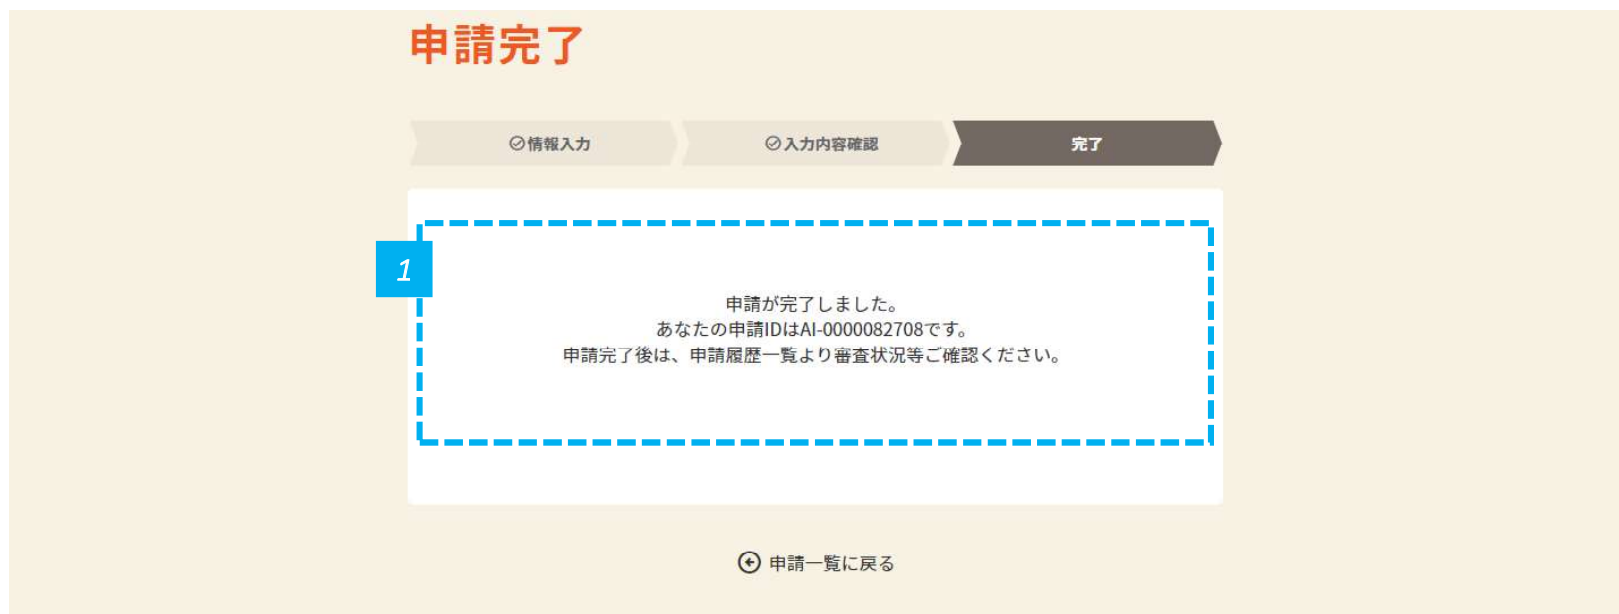 申請完了
情報入力
入力内容確認
完了
1
申請が完了しました。
あなたの申請IDはAI-0000082708です。
申請完了後は、申請履歴一覧より審査状況等ご確認ください。
申請一覧に戻る